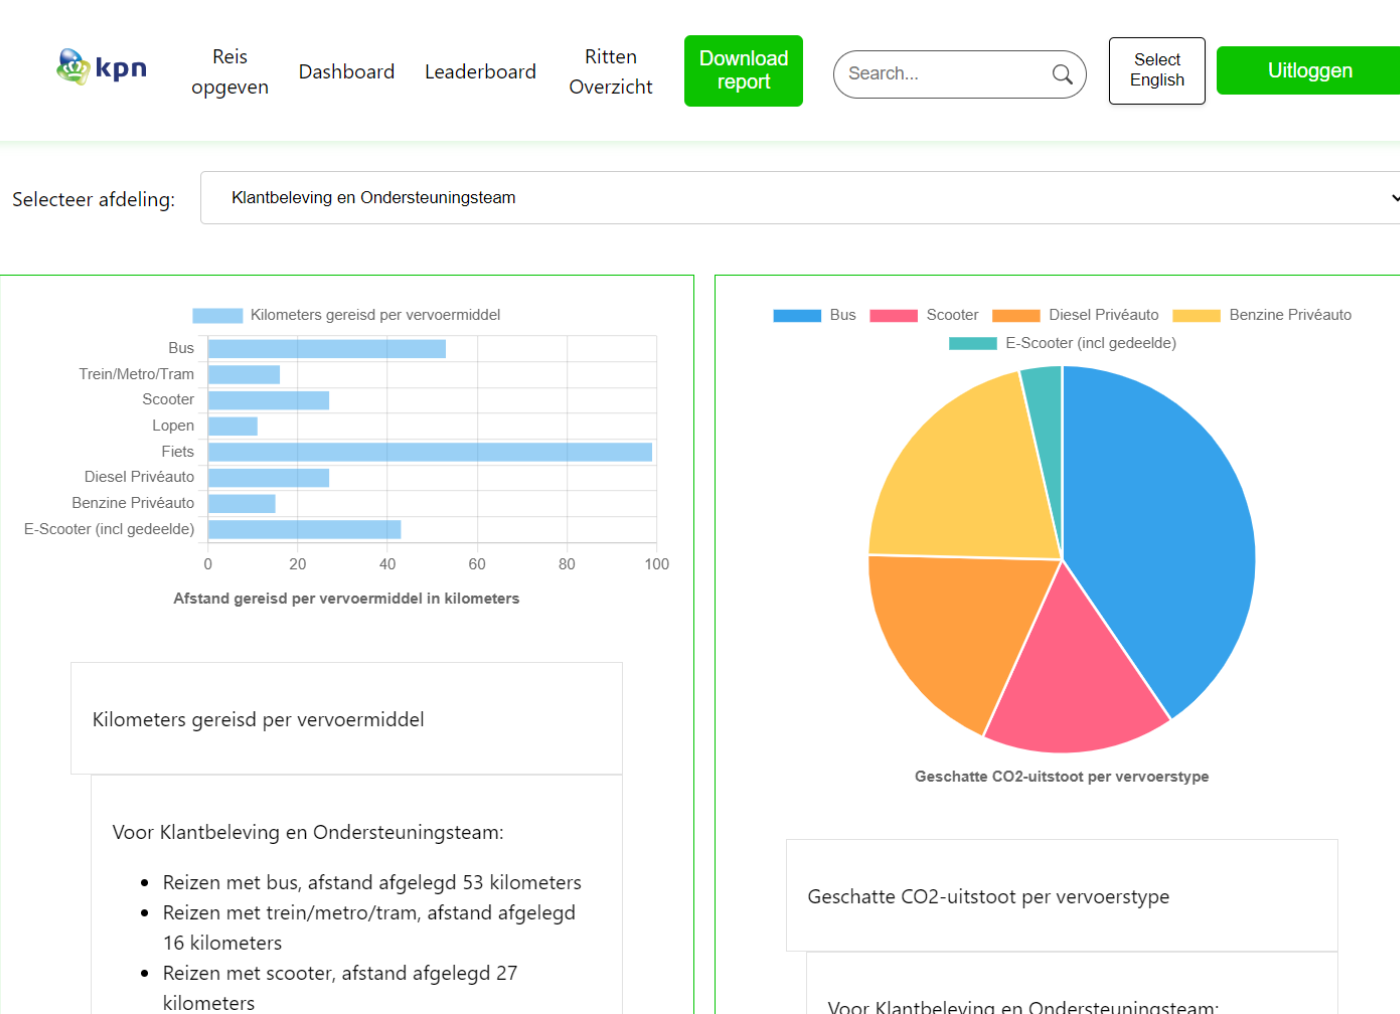 kpn
Reis
opgeven
Dashboard
Leaderboard
Ritten
Overzicht
Download
report
Search...
Select
English
Uitloggen
Selecteer afdeling:
Klantbeleving en Ondersteuningsteam
Kilometers gereisd per vervoermiddel
Bus
Trein/Metro/Tram
Scooter
Lopen
Fiets
Diesel Privéauto
Benzine Privéauto
E-Scooter (incl gedeelde)
0 20 40 60 80 100
Afstand gereisd per vervoermiddel in kilometers
Kilometers gereisd per vervoermiddel
Voor Klantbeleving en Ondersteuningsteam:
• Reizen met bus, afstand afgelegd 53 kilometers
• Reizen met trein/metro/tram, afstand afgelegd
16 kilometers
• Reizen met scooter, afstand afgelegd 27
kilometers
Bus Scooter Diesel Privéauto Benzine Privéauto
E-Scooter (incl gedeelde)
Geschatte CO2-uitstoot per vervoerstype
Geschatte CO2-uitstoot per vervoerstype
Voor Klantbeleving en Ondersteuningsteam: